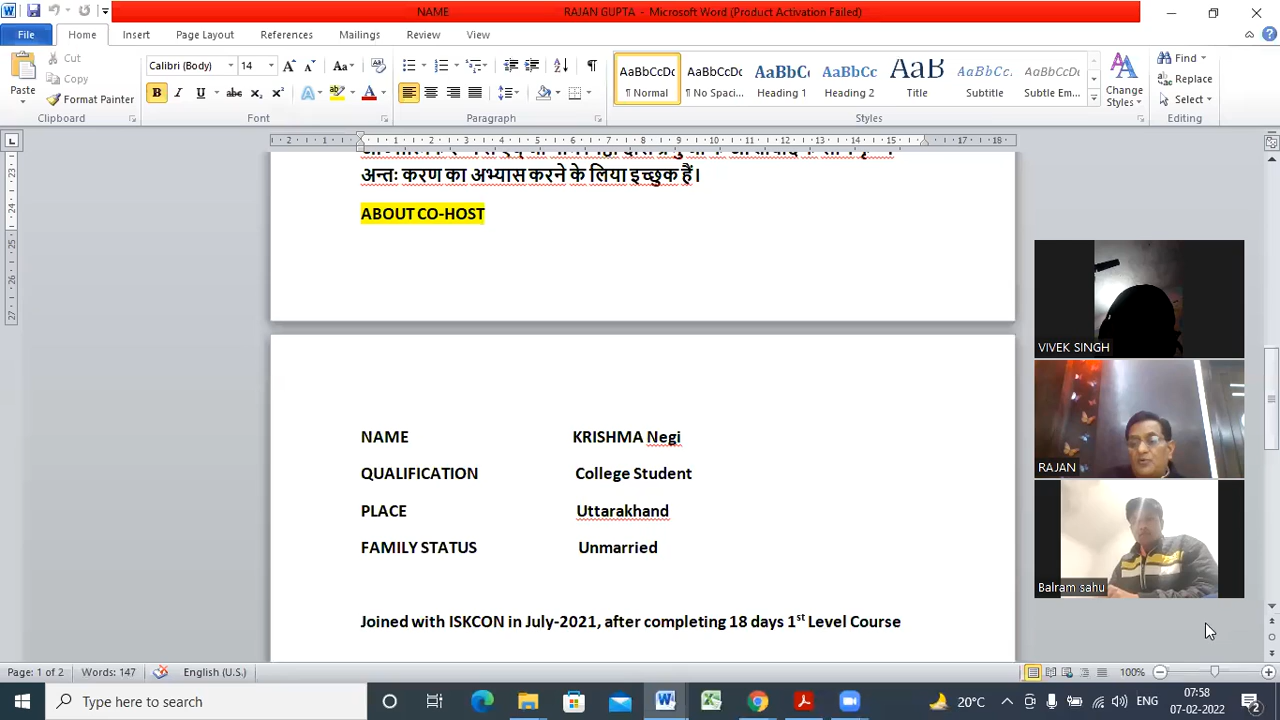 NAME RAJAN GUPTA - Microsoft Word (Product Activation Failed)
File Home Insert Page Layout References Mailings Review View
Paste
Cut
Copy
Format Painter
Clipboard
Calibri (Body) 14
Font
Paragraph
AaBbCcDc AaBbCcDc AaBbCc AaBbCc AaB AaBbCcDc AaBbCcDc
¶ Normal ¶ No Spaci... Heading 1 Heading 2 Title Subtitle Subtle Em...
Change Styles
Styles
Find
Replace
Select
Editing
अन्तः करण का अभ्यास करने के लिया इच्छुक हैं।
ABOUT CO-HOST
NAME KRISHMA Negi
QUALIFICATION College Student
PLACE Uttarakhand
FAMILY STATUS Unmarried
Joined with ISKCON in July-2021, after completing 18 days 1st Level Course
VIVEK SINGH
RAJAN
Balram sahu
Page: 1 of 2 Words: 147 English (U.S.) 100%
Type here to search
20°C ENG 07:58
07-02-2022
2